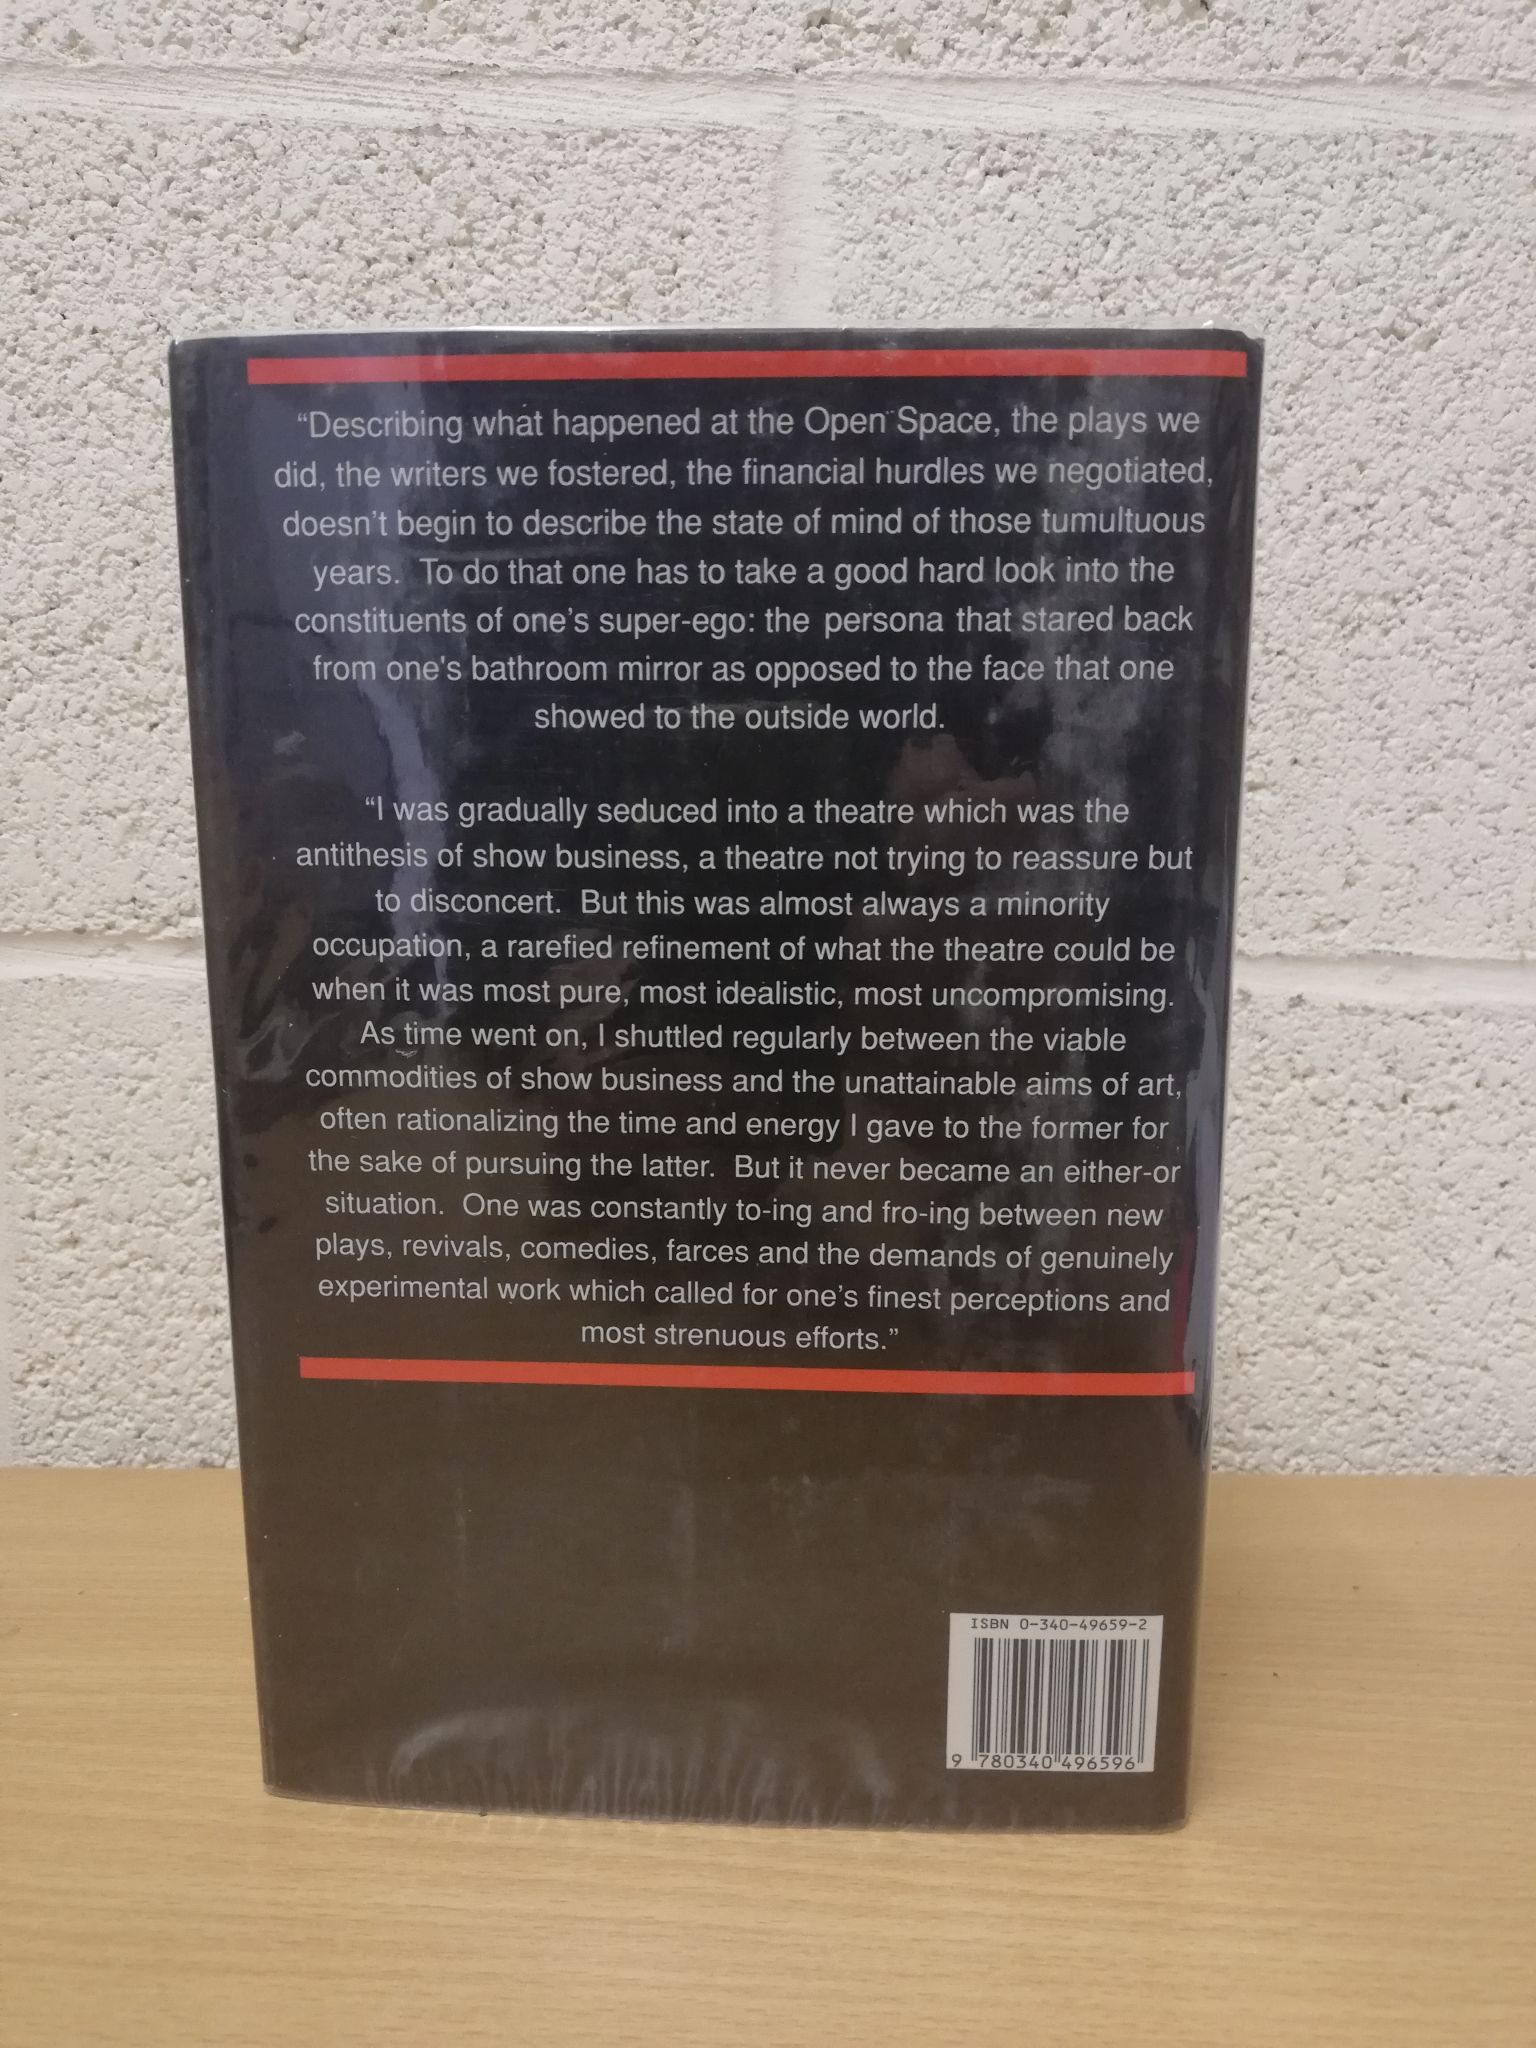 “Describing what happened at the Open Space, the plays we
did, the writers we fostered, the financial hurdles we negotiated,
doesn’t begin to describe the state of mind of those tumultuous
years. To do that one has to take a good hard look into the
constituents of one’s super-ego: the persona that stared back
from one's bathroom mirror as opposed to the face that one
showed to the outside world.
“I was gradually seduced into a theatre which was the
antithesis of show business, a theatre not trying to reassure but
to disconcert. But this was almost always a minority
occupation, a rarefied refinement of what the theatre could be
when it was most pure, most idealistic, most uncompromising.
As time went on, I shuttled regularly between the viable
commodities of show business and the unattainable aims of art,
often rationalizing the time and energy I gave to the former for
the sake of pursuing the latter. But it never became an either-or
situation. One was constantly to-ing and fro-ing between new
plays, revivals, comedies, farces and the demands of genuinely
experimental work which called for one’s finest perceptions and
most strenuous efforts.”
ISBN 0-340-49659-2
9 780340 496596